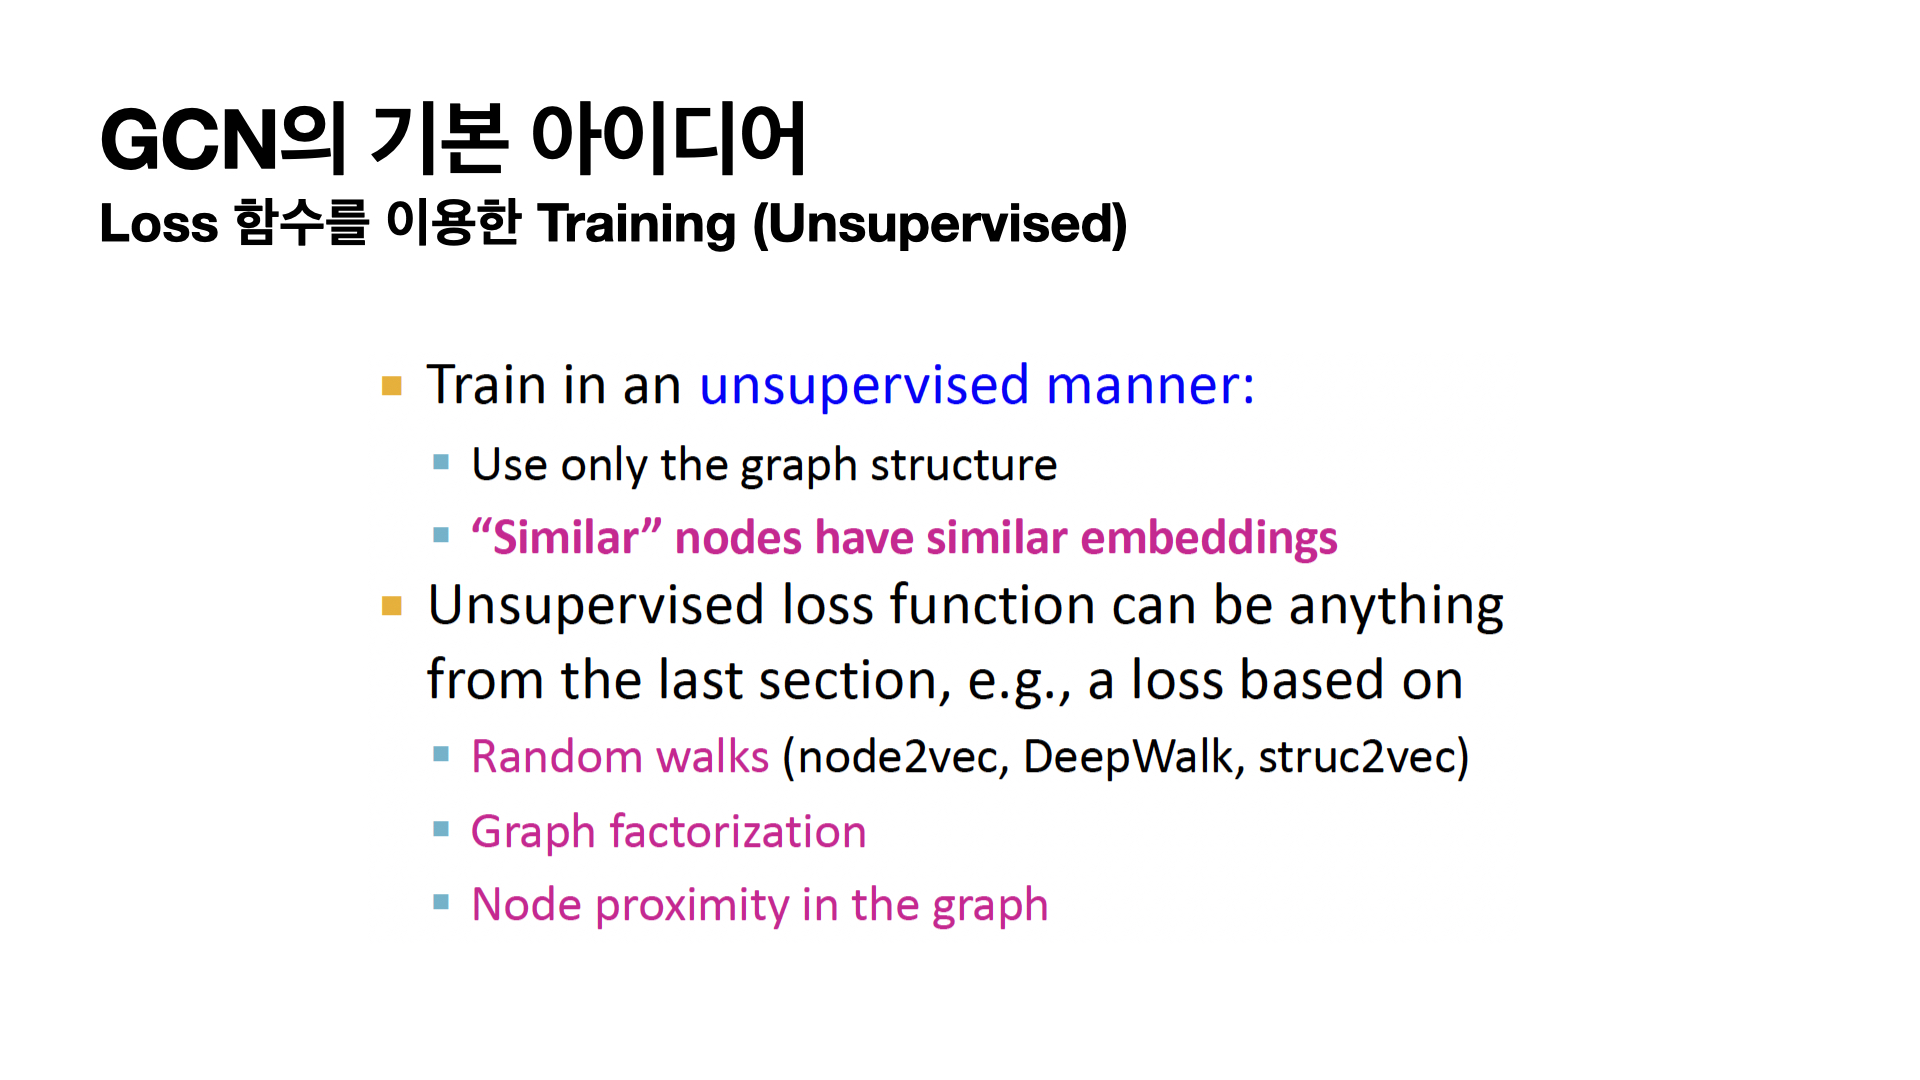 GCN의 기본 아이디어
Loss 함수를 이용한 Training (Unsupervised)
Train in an unsupervised manner:
Use only the graph structure
“Similar” nodes have similar embeddings
Unsupervised loss function can be anything
from the last section, e.g., a loss based on
Random walks (node2vec, DeepWalk, struc2vec)
Graph factorization
Node proximity in the graph